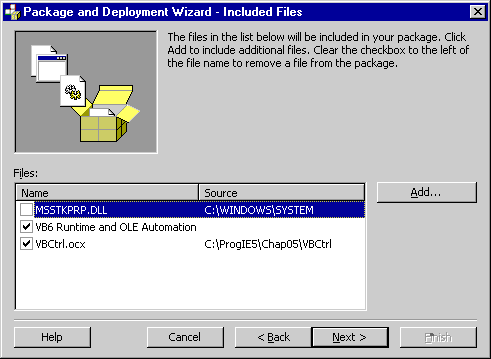 Package and Deployment Wizard - Included Files
The files in the list below will be included in your package. Click
Add to include additional files. Clear the checkbox to the left of
the file name to remove a file from the package.
Files:
Name Source
MSSTKPRP.DLL C:\WINDOWS\SYSTEM
VB6 Runtime and OLE Automation
VBCtrl.ocx C:\ProgIE5\Chap05\VBCtrl
Add...
Help Cancel < Back Next > Finish